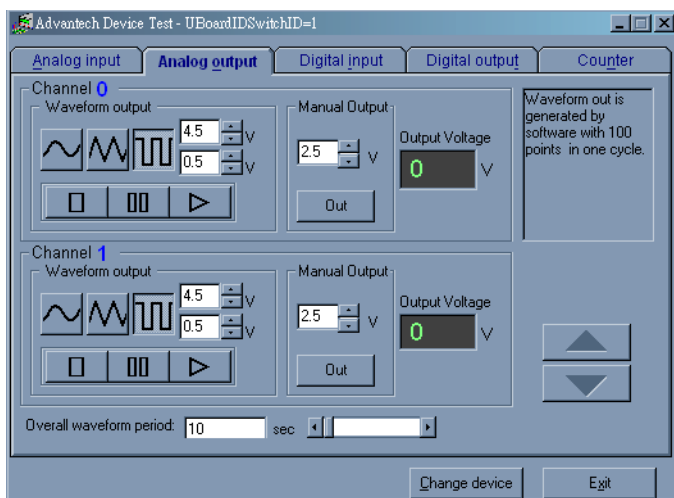 Advantech Device Test - UBoardIDSwitchID=1
Analog input
Analog output
Digital input
Digital output
Counter
Channel 0
Waveform output
4.5 V
0.5 V
Manual Output
2.5 V
Out
Output Voltage
0 V
Waveform out is
generated by
software with 100
points in one cycle.
Channel 1
Waveform output
4.5 V
0.5 V
Manual Output
2.5 V
Out
Output Voltage
0 V
Overall waveform period: 10 sec
Change device
Exit